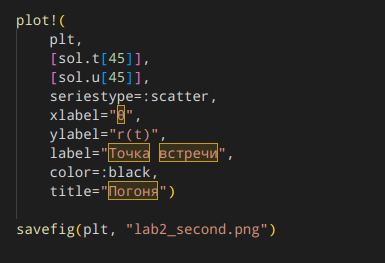 plot!(
    plt,
    [sol.t[45]],
    [sol.u[45]],
    seriestype=:scatter,
    xlabel="θ",
    ylabel="r(t)",
    label="Точка встречи",
    color=:black,
    title="Погоня")
savefig(plt, "lab2_second.png")